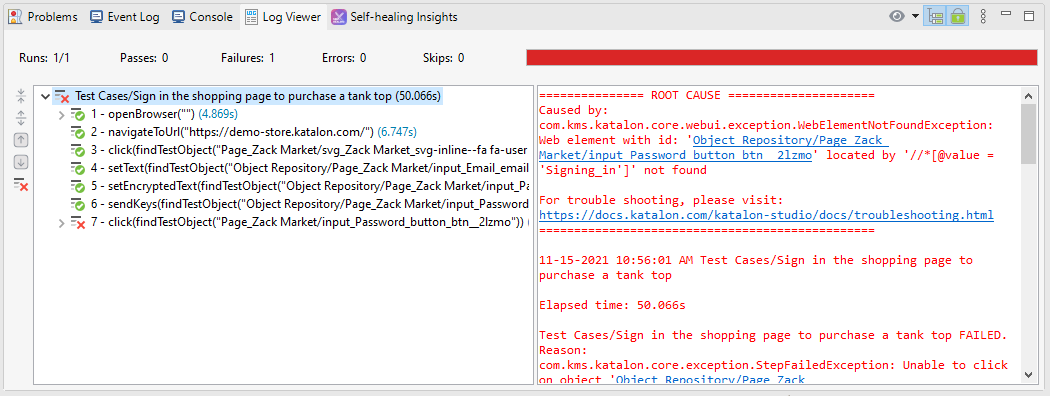 Problems Event Log Console Log Viewer Self-healing Insights
Runs: 1/1 Passes: 0 Failures: 1 Errors: 0 Skips: 0
Test Cases/Sign in the shopping page to purchase a tank top (50.066s)
1 - openBrowser("") (4.869s)
2 - navigateToUrl("https://demo-store.katalon.com/") (6.747s)
3 - click(findTestObject("Page_Zack Market/svg_Zack Market_svg-inline--fa fa-user
4 - setText(findTestObject("Object Repository/Page_Zack Market/input_Email_email
5 - setEncryptedText(findTestObject("Object Repository/Page_Zack Market/input_Pa
6 - sendKeys(findTestObject("Object Repository/Page_Zack Market/input_Password
7 - click(findTestObject("Page_Zack Market/input_Password_button_btn__2lzmo")) (
=============== ROOT CAUSE =====================
Caused by:
com.kms.katalon.core.webui.exception.WebElementNotFoundException:
Web element with id: 'Object Repository/Page_Zack
Market/input_Password_button_btn__2lzmo' located by '//*[@value =
'Signing_in']' not found
For trouble shooting, please visit:
https://docs.katalon.com/katalon-studio/docs/troubleshooting.html
================================================
11-15-2021 10:56:01 AM Test Cases/Sign in the shopping page to
purchase a tank top
Elapsed time: 50.066s
Test Cases/Sign in the shopping page to purchase a tank top FAILED.
Reason:
com.kms.katalon.core.exception.StepFailedException: Unable to click
on object 'Object Repository/Page_Zack